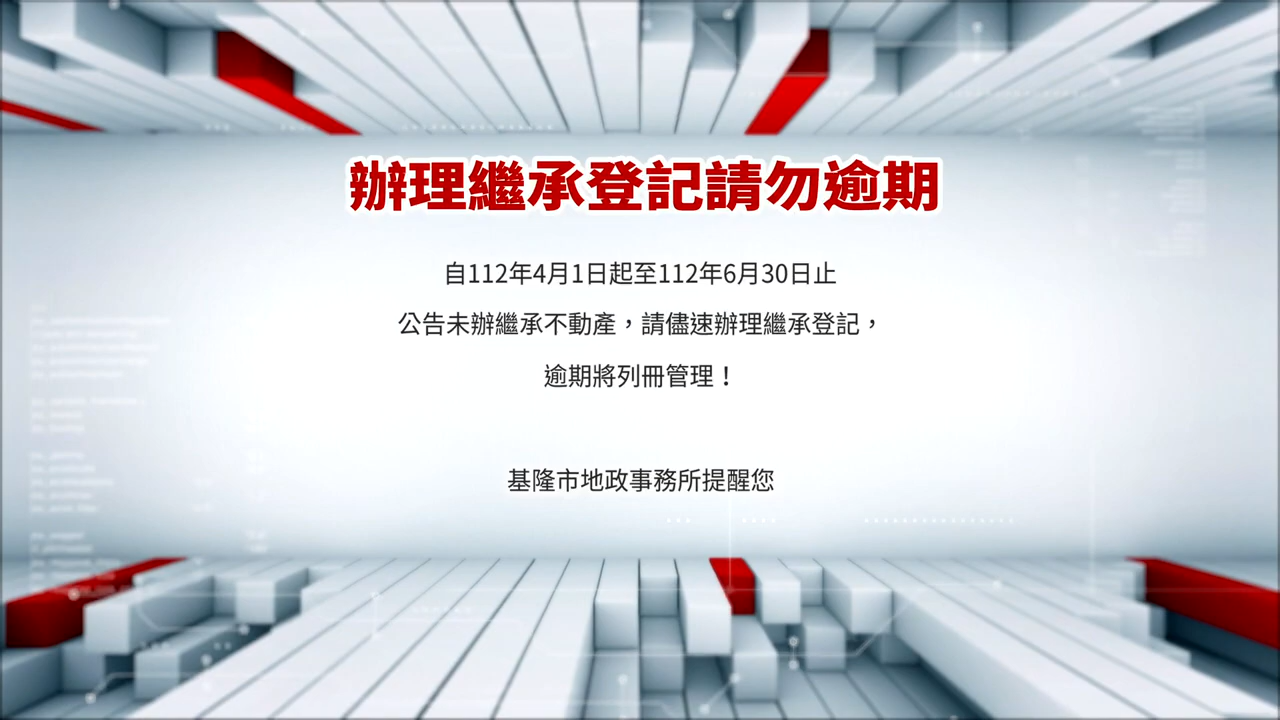 辦理繼承登記請勿逾期
自112年4月1日起至112年6月30日止
公告未辦繼承不動產，請儘速辦理繼承登記，
逾期將列冊管理！
基隆市地政事務所提醒您